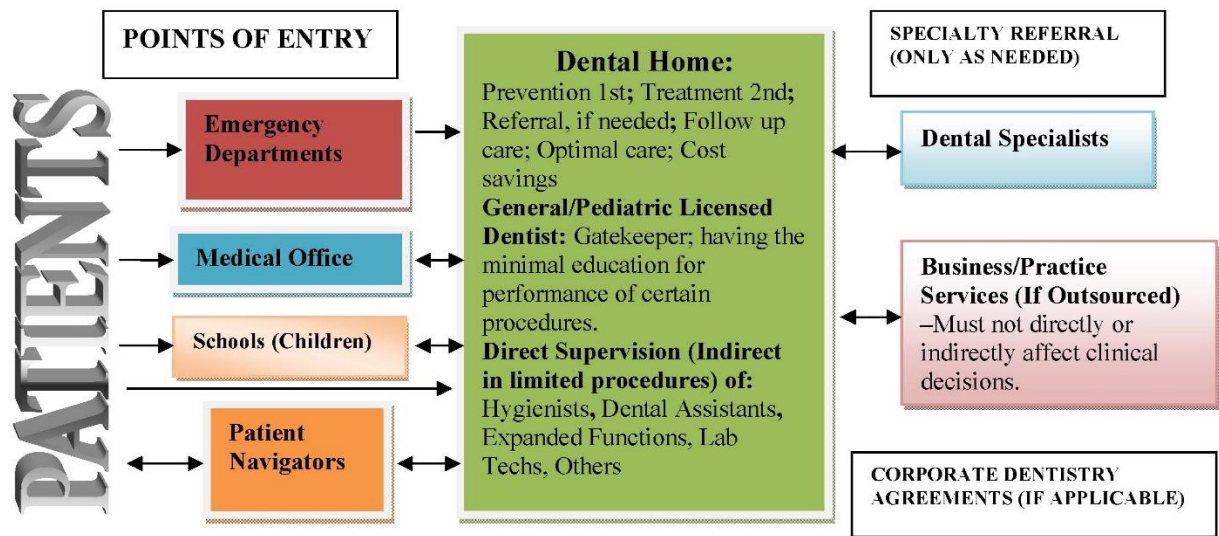 PATIENTS
POINTS OF ENTRY
Emergency
Departments
Medical Office
Schools (Children)
Patient
Navigators
Dental Home:
Prevention 1st; Treatment 2nd;
Referral, if needed; Follow up
care; Optimal care; Cost
savings
General/Pediatric Licensed
Dentist: Gatekeeper; having the
minimal education for
performance of certain
procedures.
Direct Supervision (Indirect
in limited procedures) of:
Hygienists, Dental Assistants,
Expanded Functions, Lab
Techs, Others
SPECIALTY REFERRAL
(ONLY AS NEEDED)
Dental Specialists
Business/Practice
Services (If Outsourced)
–Must not directly or
indirectly affect clinical
decisions.
CORPORATE DENTISTRY
AGREEMENTS (IF APPLICABLE)